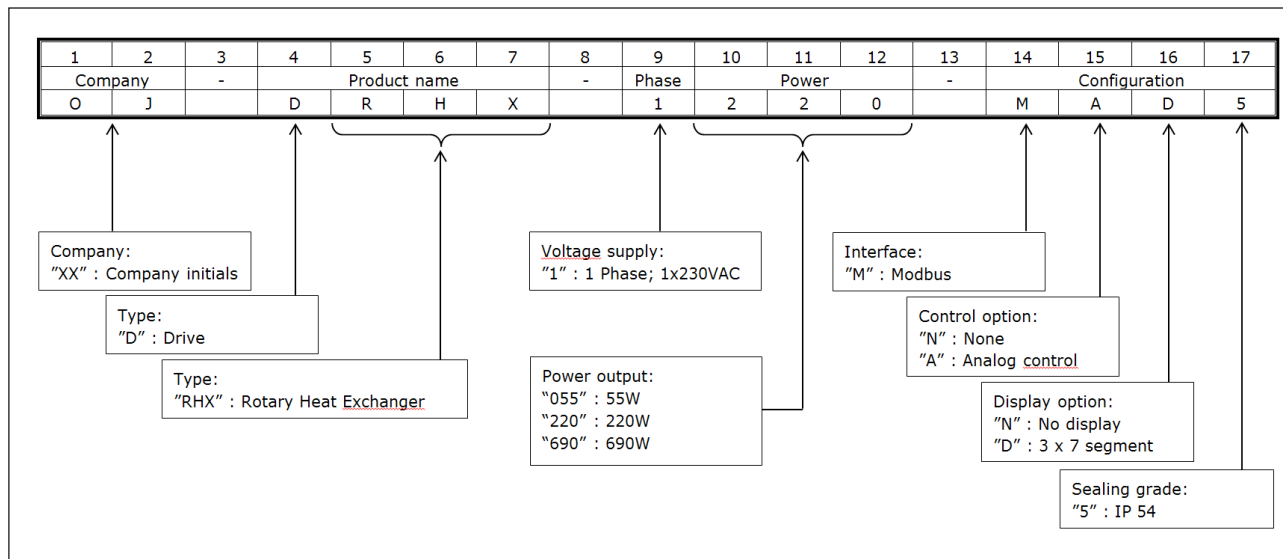 1 2 3 4 5 6 7 8 9 10 11 12 13 14 15 16 17
Company - Product name - Phase Power - Configuration
O J D R H X 1 2 2 0 M A D 5
Company:
”XX” : Company initials
Type:
”D” : Drive
Type:
”RHX” : Rotary Heat Exchanger
Voltage supply:
”1” : 1 Phase; 1x230VAC
Power output:
“055” : 55W
“220” : 220W
“690” : 690W
Interface:
”M” : Modbus
Control option:
”N” : None
”A” : Analog control
Display option:
”N” : No display
”D” : 3 x 7 segment
Sealing grade:
”5” : IP 54